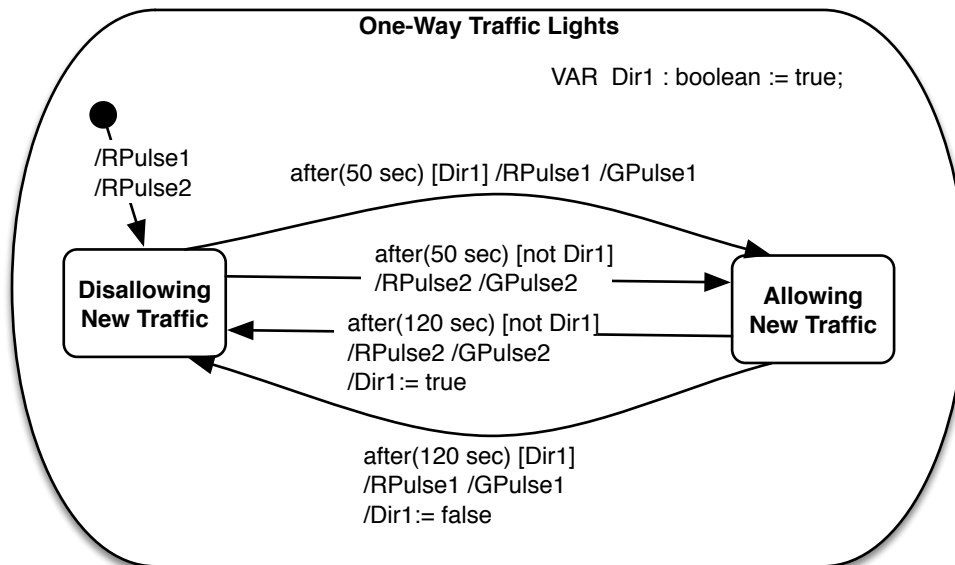 One-Way Traffic Lights
VAR Dir1 : boolean := true;
/RPulse1
/RPulse2
after(50 sec) [Dir1] /RPulse1 /GPulse1
after(50 sec) [not Dir1]
/RPulse2 /GPulse2
Disallowing
New Traffic
Allowing
New Traffic
after(120 sec) [not Dir1]
/RPulse2 /GPulse2
/Dir1:= true
after(120 sec) [Dir1]
/RPulse1 /GPulse1
/Dir1:= false